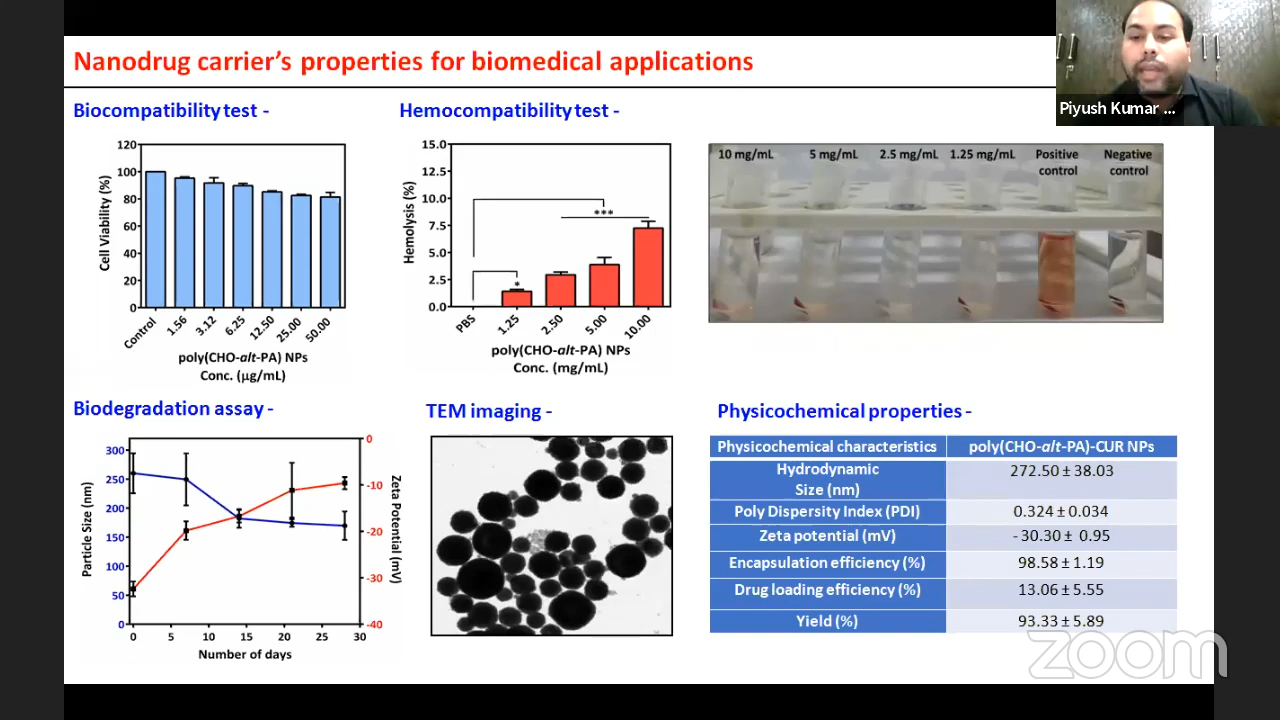 Nanodrug carrier's properties for biomedical applications
Piyush Kumar ...
Biocompatibility test -
Hemocompatibility test -
120
100
80
60
40
20
0
Cell Viability (%)
Control
1.56
3.12
6.25
12.50
25.00
50.00
poly(CHO-alt-PA) NPs
Conc. (µg/mL)
15.0
12.5
10.0
7.5
5.0
2.5
0.0
Hemolysis (%)
*
***
PBS
1.25
2.50
5.00
10.00
poly(CHO-alt-PA) NPs
Conc. (mg/mL)
10 mg/mL
5 mg/mL
2.5 mg/mL
1.25 mg/mL
Positive
control
Negative
control
Biodegradation assay -
300
250
200
150
100
50
0
Particle Size (nm)
0
-10
-20
-30
-40
Zeta Potential (mV)
0
5
10
15
20
25
30
Number of days
TEM imaging -
Physicochemical properties -
Physicochemical characteristics poly(CHO-alt-PA)-CUR NPs
Hydrodynamic
Size (nm) 272.50 ± 38.03
Poly Dispersity Index (PDI) 0.324 ± 0.034
Zeta potential (mV) - 30.30 ± 0.95
Encapsulation efficiency (%) 98.58 ± 1.19
Drug loading efficiency (%) 13.06 ± 5.55
Yield (%) 93.33 ± 5.89
zoom